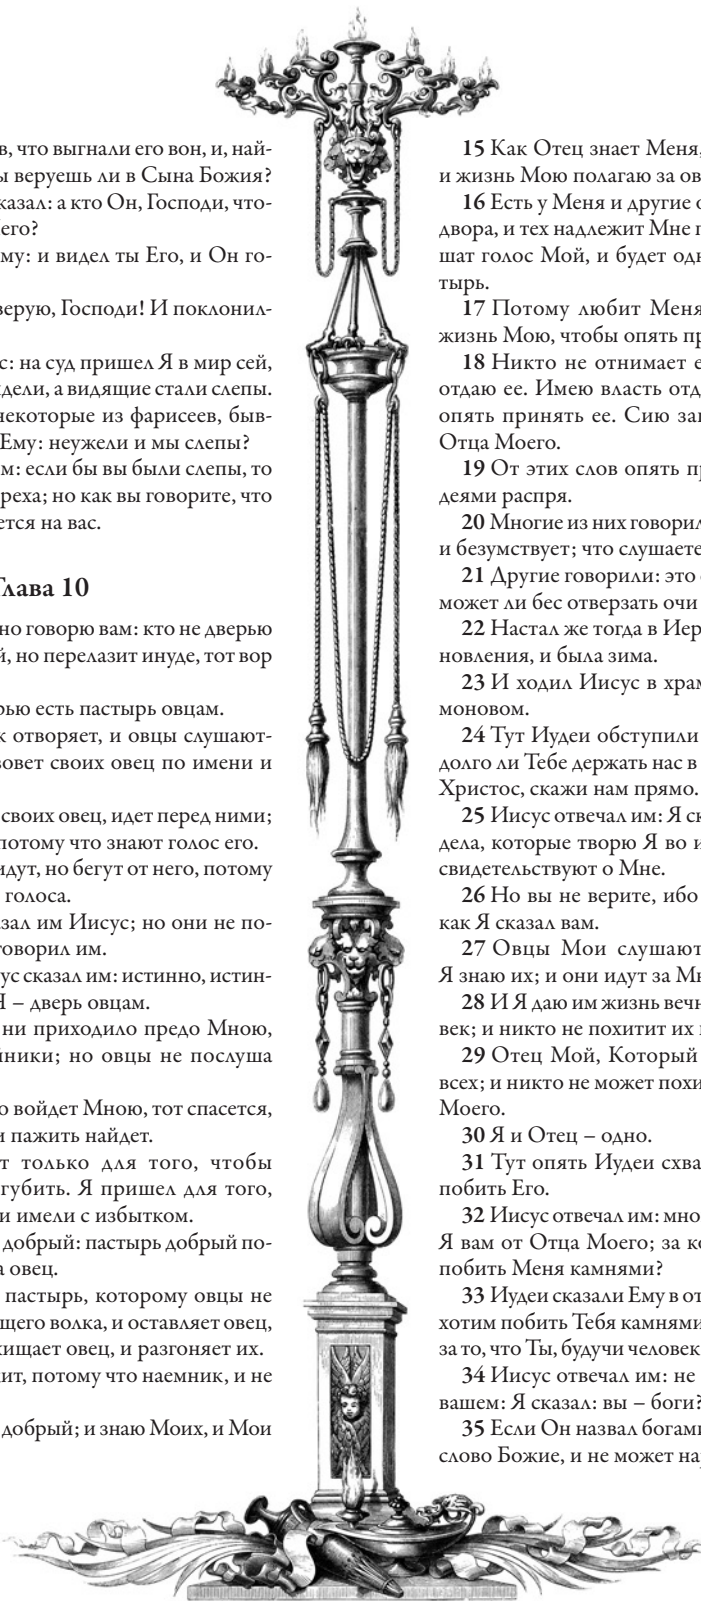 в, что выгнали его вон, и, най-
ы веруешь ли в Сына Божия?
казал: а кто Он, Господи, что-
его?
му: и видел ты Его, и Он го-
верую, Господи! И поклонил-
с: на суд пришел Я в мир сей,
идели, а видящие стали слепы.
некоторые из фарисеев, быв-
Ему: неужели и мы слепы?
м: если бы вы были слепы, то
реха; но как вы говорите, что
ется на вас.
Глава 10
но говорю вам: кто не дверью
й, но перелазит инуде, тот вор
рью есть пастырь овцам.
к отворяет, и овцы слушают-
зовет своих овец по имени и
своих овец, идет перед ними;
потому что знают голос его.
идут, но бегут от него, потому
голоса.
азал им Иисус; но они не по-
говорил им.
ус сказал им: истинно, истин-
Я – дверь овцам.
ни приходило предо Мною,
йники; но овцы не послуша
о войдет Мною, тот спасется,
и пажить найдет.
т только для того, чтобы
губить. Я пришел для того,
и имели с избытком.
добрый: пастырь добрый по-
а овец.
пастырь, которому овцы не
щего волка, и оставляет овец,
хищает овец, и разгоняет их.
жит, потому что наемник, и не
добрый; и знаю Моих, и Мои
15 Как Отец знает Меня,
и жизнь Мою полагаю за ов
16 Есть у Меня и другие о
двора, и тех надлежит Мне п
шат голос Мой, и будет одн
тырь.
17 Потому любит Меня
жизнь Мою, чтобы опять пр
18 Никто не отнимает е
отдаю ее. Имею власть отд
опять принять ее. Сию за
Отца Моего.
19 От этих слов опять пр
деями распря.
20 Многие из них говорил
и безумствует; что слушаете
21 Другие говорили: это с
может ли бес отверзать очи
22 Настал же тогда в Иер
новления, и была зима.
23 И ходил Иисус в храм
моновом.
24 Тут Иудеи обступили
долго ли Тебе держать нас в
Христос, скажи нам прямо.
25 Иисус отвечал им: Я ск
дела, которые творю Я во и
свидетельствуют о Мне.
26 Но вы не верите, ибо
как Я сказал вам.
27 Овцы Мои слушают
Я знаю их; и они идут за Мн
28 И Я даю им жизнь вечн
век; и никто не похитит их
29 Отец Мой, Который
всех; и никто не может похи
Моего.
30 Я и Отец – одно.
31 Тут опять Иудеи схва
побить Его.
32 Иисус отвечал им: мно
Я вам от Отца Моего; за ко
побить Меня камнями?
33 Иудеи сказали Ему в от
хотим побить Тебя камнями
за то, что Ты, будучи человек
34 Иисус отвечал им: не
вашем: Я сказал: вы – боги?
35 Если Он назвал богами
слово Божие, и не может на